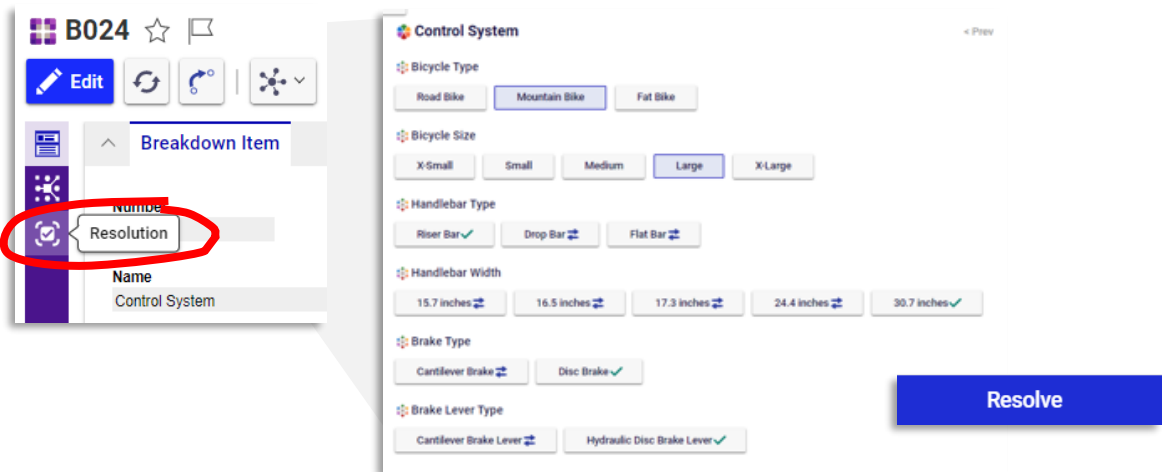 B024
Edit
Breakdown Item
Number
Resolution
Name
Control System
Control System
< Prev
Bicycle Type
Road Bike Mountain Bike Fat Bike
Bicycle Size
X-Small Small Medium Large X-Large
Handlebar Type
Riser Bar Drop Bar Flat Bar
Handlebar Width
15.7 inches 16.5 inches 17.3 inches 24.4 inches 30.7 inches
Brake Type
Cantilever Brake Disc Brake
Brake Lever Type
Cantilever Brake Lever Hydraulic Disc Brake Lever
Resolve